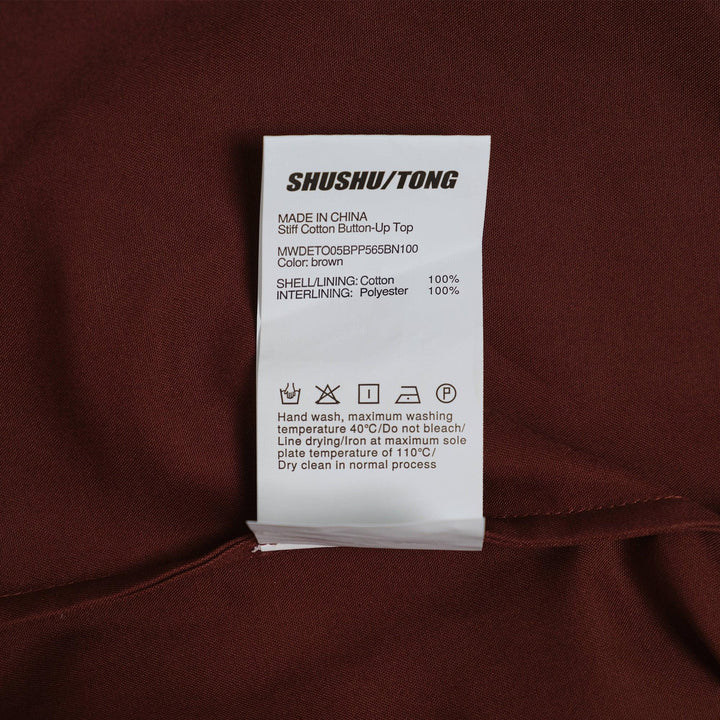 SHUSHU/TONG
MADE IN CHINA
Stiff Cotton Button-Up Top
MWDETO05BPP565BN100
Color: brown
SHELL/LINING: Cotton 100%
INTERLINING: Polyester 100%
P
Hand wash, maximum washing
temperature 40℃/Do not bleach/
Line drying/Iron at maximum sole
plate temperature of 110℃/
Dry clean in normal process